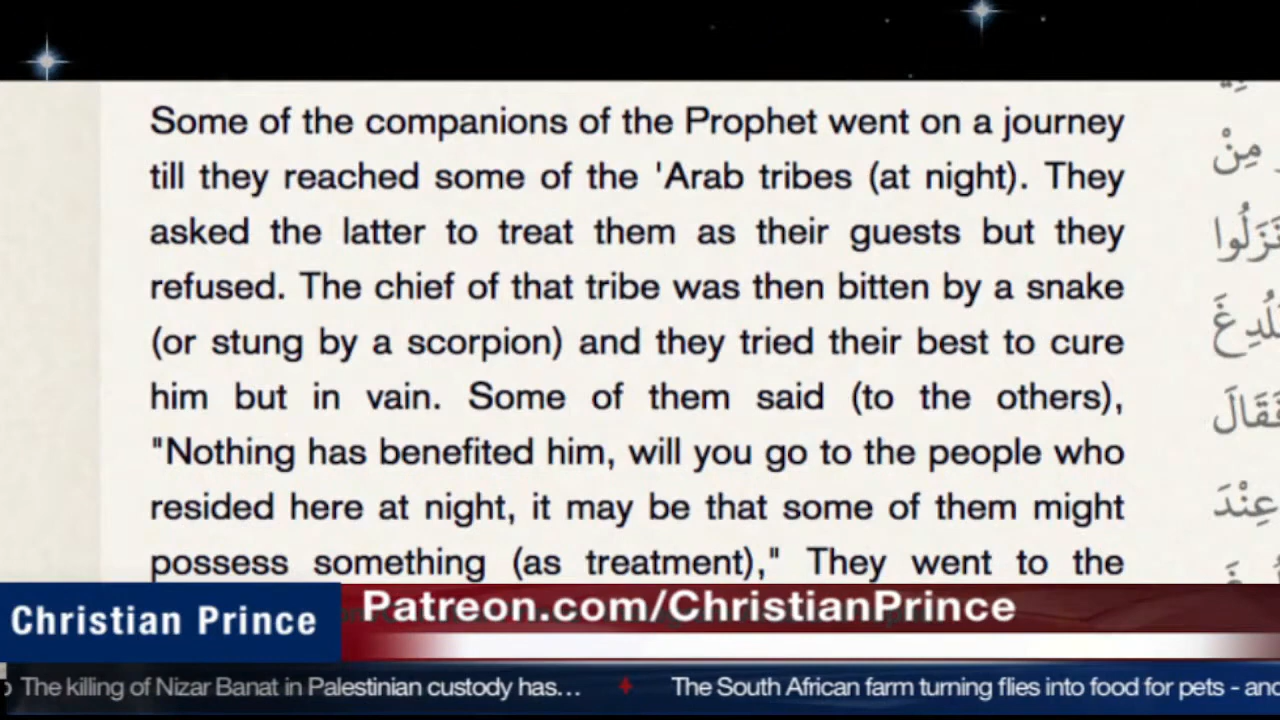 Some of the companions of the Prophet went on a journey
till they reached some of the 'Arab tribes (at night). They
asked the latter to treat them as their guests but they
refused. The chief of that tribe was then bitten by a snake
(or stung by a scorpion) and they tried their best to cure
him but in vain. Some of them said (to the others),
"Nothing has benefited him, will you go to the people who
resided here at night, it may be that some of them might
possess something (as treatment)," They went to the
مِنْ
فَقَالَ
عِنْدَ
Christian Prince
Patreon.com/ChristianPrince
The killing of Nizar Banat in Palestinian custody has... The South African farm turning flies into food for pets - and